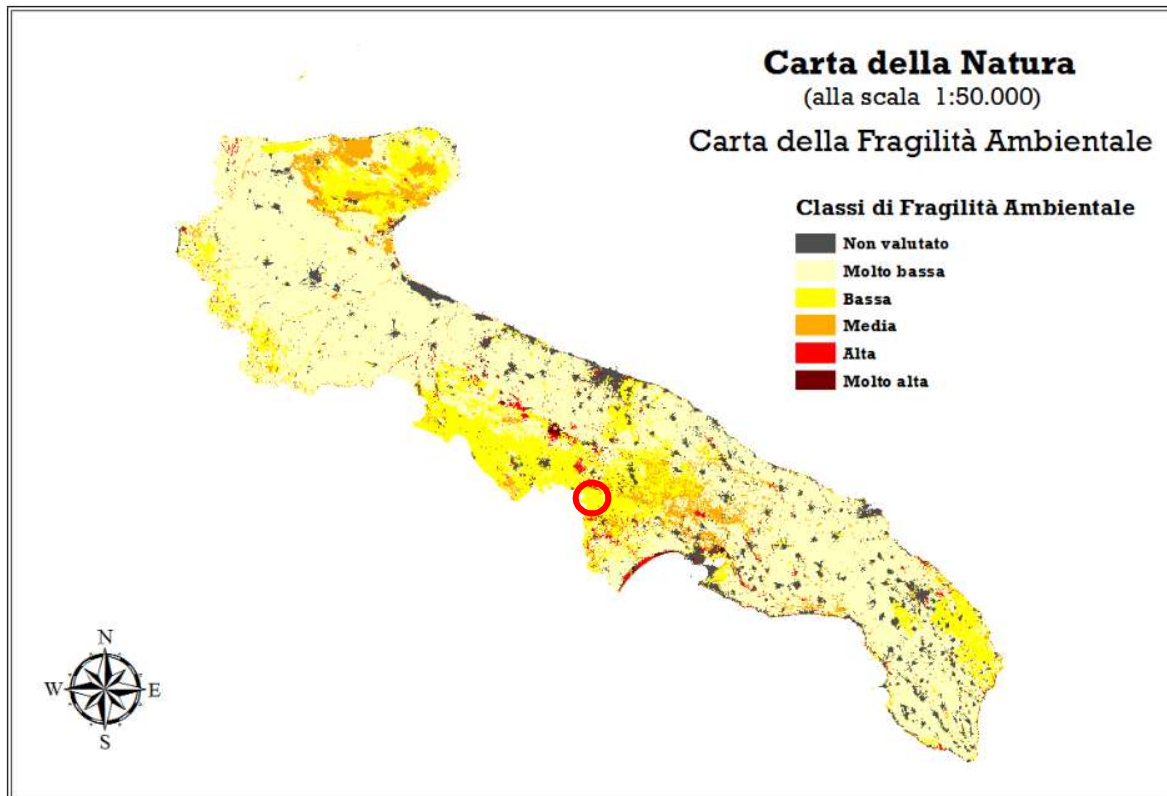 Carta della Natura
(alla scala 1:50.000)
Carta della Fragilità Ambientale
Classi di Fragilità Ambientale
Non valutato
Molto bassa
Bassa
Media
Alta
Molto alta
N
W E
S